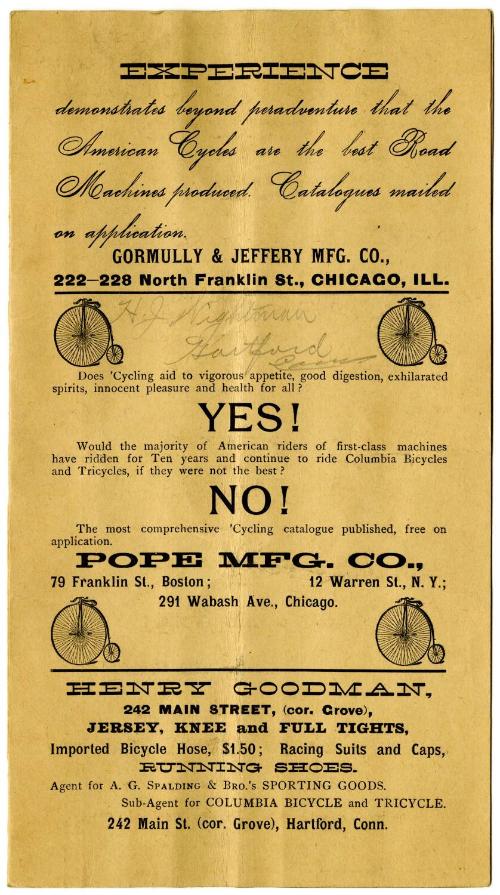 EXPERIENCE
demonstrates beyond peradventure that the
American Cycles are the best Road
Machines produced. Catalogues mailed
on application.
GORMULLY & JEFFERY MFG. CO.,
222–228 North Franklin St., CHICAGO, ILL.
H. J. Wightman
Hartford
Does 'Cycling aid to vigorous appetite, good digestion, exhilarated
spirits, innocent pleasure and health for all?
YES!
Would the majority of American riders of first-class machines
have ridden for Ten years and continue to ride Columbia Bicycles
and Tricycles, if they were not the best?
NO!
The most comprehensive 'Cycling catalogue published, free on
application.
POPE MFG. CO.,
79 Franklin St., Boston; 12 Warren St., N. Y.;
291 Wabash Ave., Chicago.
HENRY GOODMAN,
242 MAIN STREET, (cor. Grove),
JERSEY, KNEE and FULL TIGHTS,
Imported Bicycle Hose, $1.50; Racing Suits and Caps,
RUNNING SHOES.
Agent for A. G. SPALDING & BRO.'s SPORTING GOODS.
Sub-Agent for COLUMBIA BICYCLE and TRICYCLE.
242 Main St. (cor. Grove), Hartford, Conn.